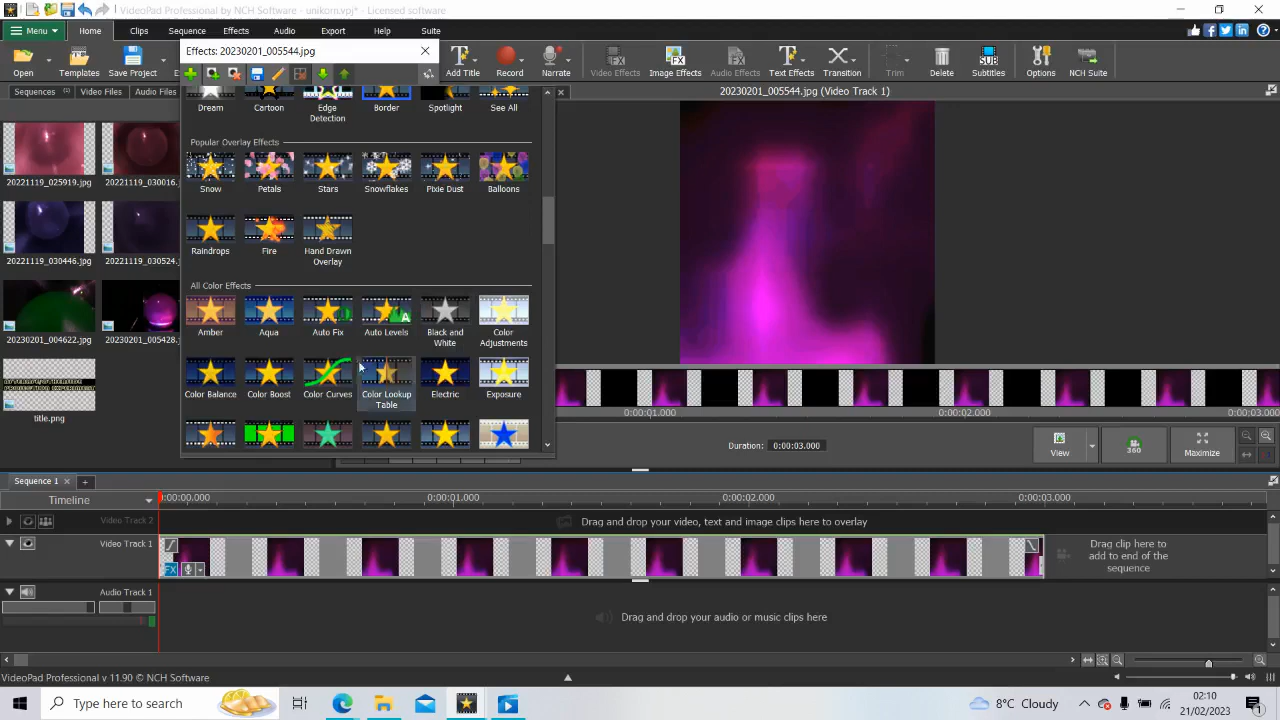 VideoPad Professional by NCH Software - unikorn.vpj* - Licensed software
Menu Home Clips Sequence Effects Audio Export Help Suite
Effects: 20230201_005544.jpg
Open Templates Save Project Add Title Record Narrate Video Effects Image Effects Audio Effects Text Effects Transition Trim Delete Subtitles Options NCH Suite
Sequences (1) Video Files Audio Files
20230201_005544.jpg (Video Track 1)
Dream Cartoon Edge Detection Border Spotlight See All
Popular Overlay Effects
Snow Petals Stars Snowflakes Pixie Dust Balloons
Raindrops Fire Hand Drawn Overlay
All Color Effects
Amber Aqua Auto Fix Auto Levels Black and White Color Adjustments
Color Balance Color Boost Color Curves Color Lookup Table Electric Exposure
20221119_025919.jpg 20221119_030016.jpg
20221119_030446.jpg 20221119_030524.jpg
20230201_004622.jpg 20230201_005428.jpg
title.png
0:00:01.000 0:00:02.000 0:00:03.000
Duration: 0:00:03.000
View 360 Maximize
Sequence 1
Timeline 0:00:00.000 0:00:01.000 0:00:02.000 0:00:03.000
Video Track 2 Drag and drop your video, text and image clips here to overlay
Video Track 1 FX Drag clip here to
add to end of the
sequence
Audio Track 1 Drag and drop your audio or music clips here
VideoPad Professional v 11.90 © NCH Software
Type here to search
8°C Cloudy
02:10
21/02/2023